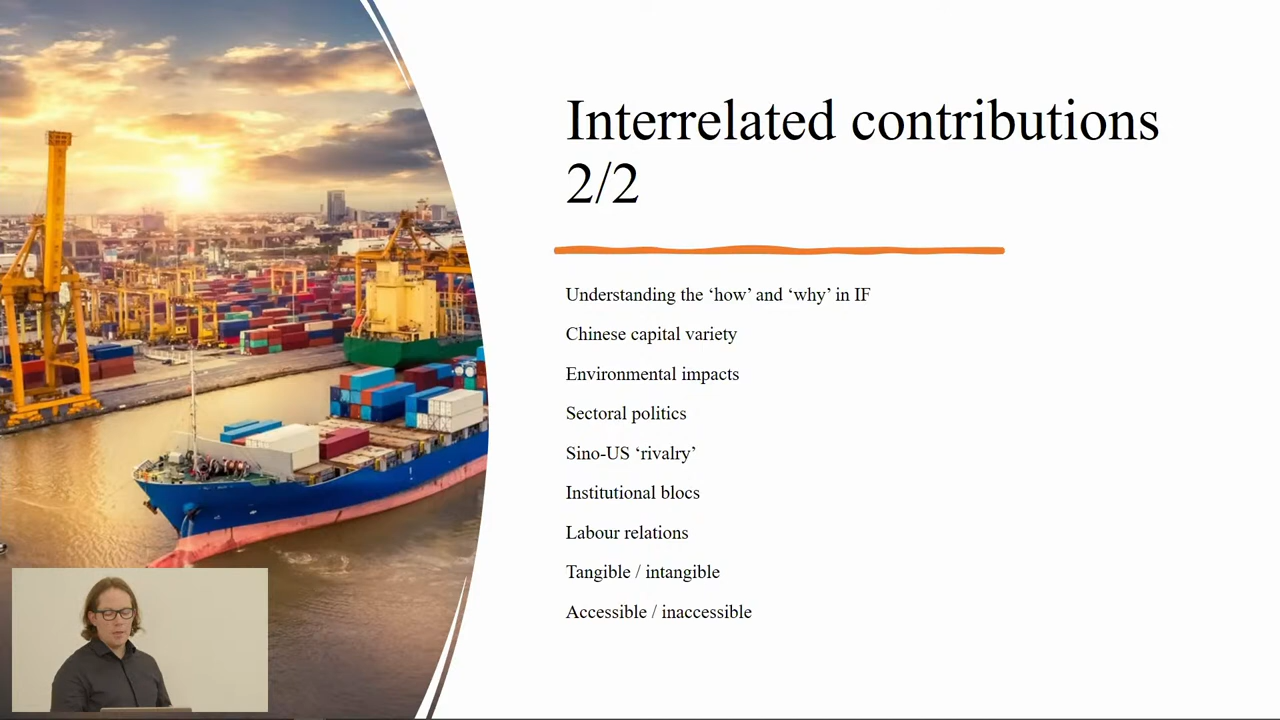 Interrelated contributions
2/2
Understanding the ‘how’ and ‘why’ in IF
Chinese capital variety
Environmental impacts
Sectoral politics
Sino-US ‘rivalry’
Institutional blocs
Labour relations
Tangible / intangible
Accessible / inaccessible